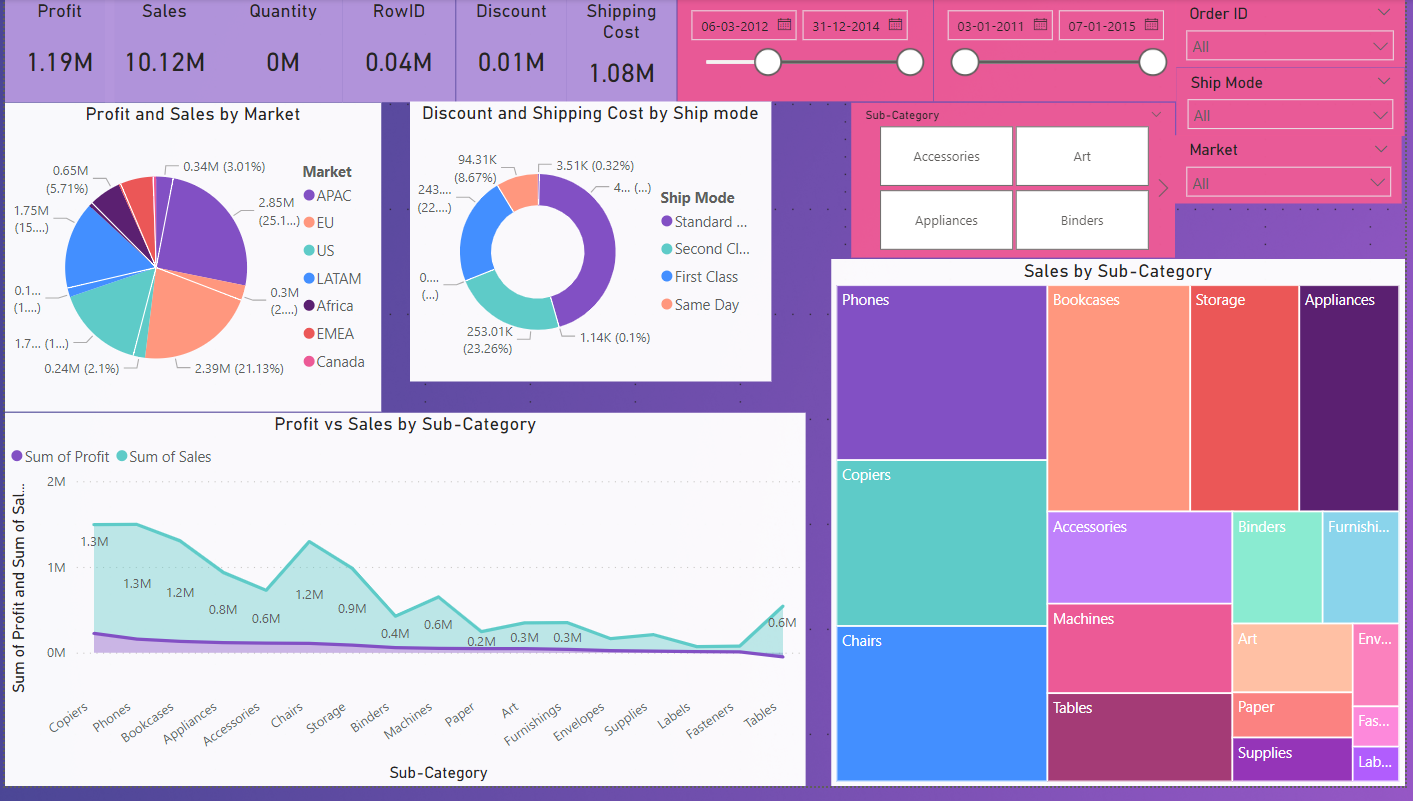 Profit
1.19M
Sales
10.12M
Quantity
0M
RowID
0.04M
Discount
0.01M
Shipping
Cost
1.08M
06-03-2012
31-12-2014
03-01-2011
07-01-2015
Order ID
All
Ship Mode
All
Market
All
Sub-Category
Accessories
Art
Appliances
Binders
Profit and Sales by Market
0.34M (3.01%)
2.85M
(25.1...)
0.3M
(2....)
2.39M (21.13%)
0.24M (2.1%)
1.7... (1...)
0.1...
(1....)
1.75M
(15....)
0.65M
(5.71%)
Market
APAC
EU
US
LATAM
Africa
EMEA
Canada
Discount and Shipping Cost by Ship mode
3.51K (0.32%)
4... (...)
1.14K (0.1%)
253.01K
(23.26%)
0....
(...)
243....
(22....)
94.31K
(8.67%)
Ship Mode
Standard ...
Second Cl...
First Class
Same Day
Profit vs Sales by Sub-Category
Sum of Profit
Sum of Sales
Sum of Profit and Sum of Sal...
2M
1M
0M
1.3M
1.3M
1.2M
0.8M
0.6M
1.2M
0.9M
0.4M
0.6M
0.2M
0.3M
0.3M
0.6M
Copiers
Phones
Bookcases
Appliances
Accessories
Chairs
Storage
Binders
Machines
Paper
Art
Furnishings
Envelopes
Supplies
Labels
Fasteners
Tables
Sub-Category
Sales by Sub-Category
Phones
Copiers
Chairs
Bookcases
Storage
Appliances
Accessories
Machines
Tables
Binders
Furnishi...
Art
Env...
Paper
Fas...
Supplies
Lab...